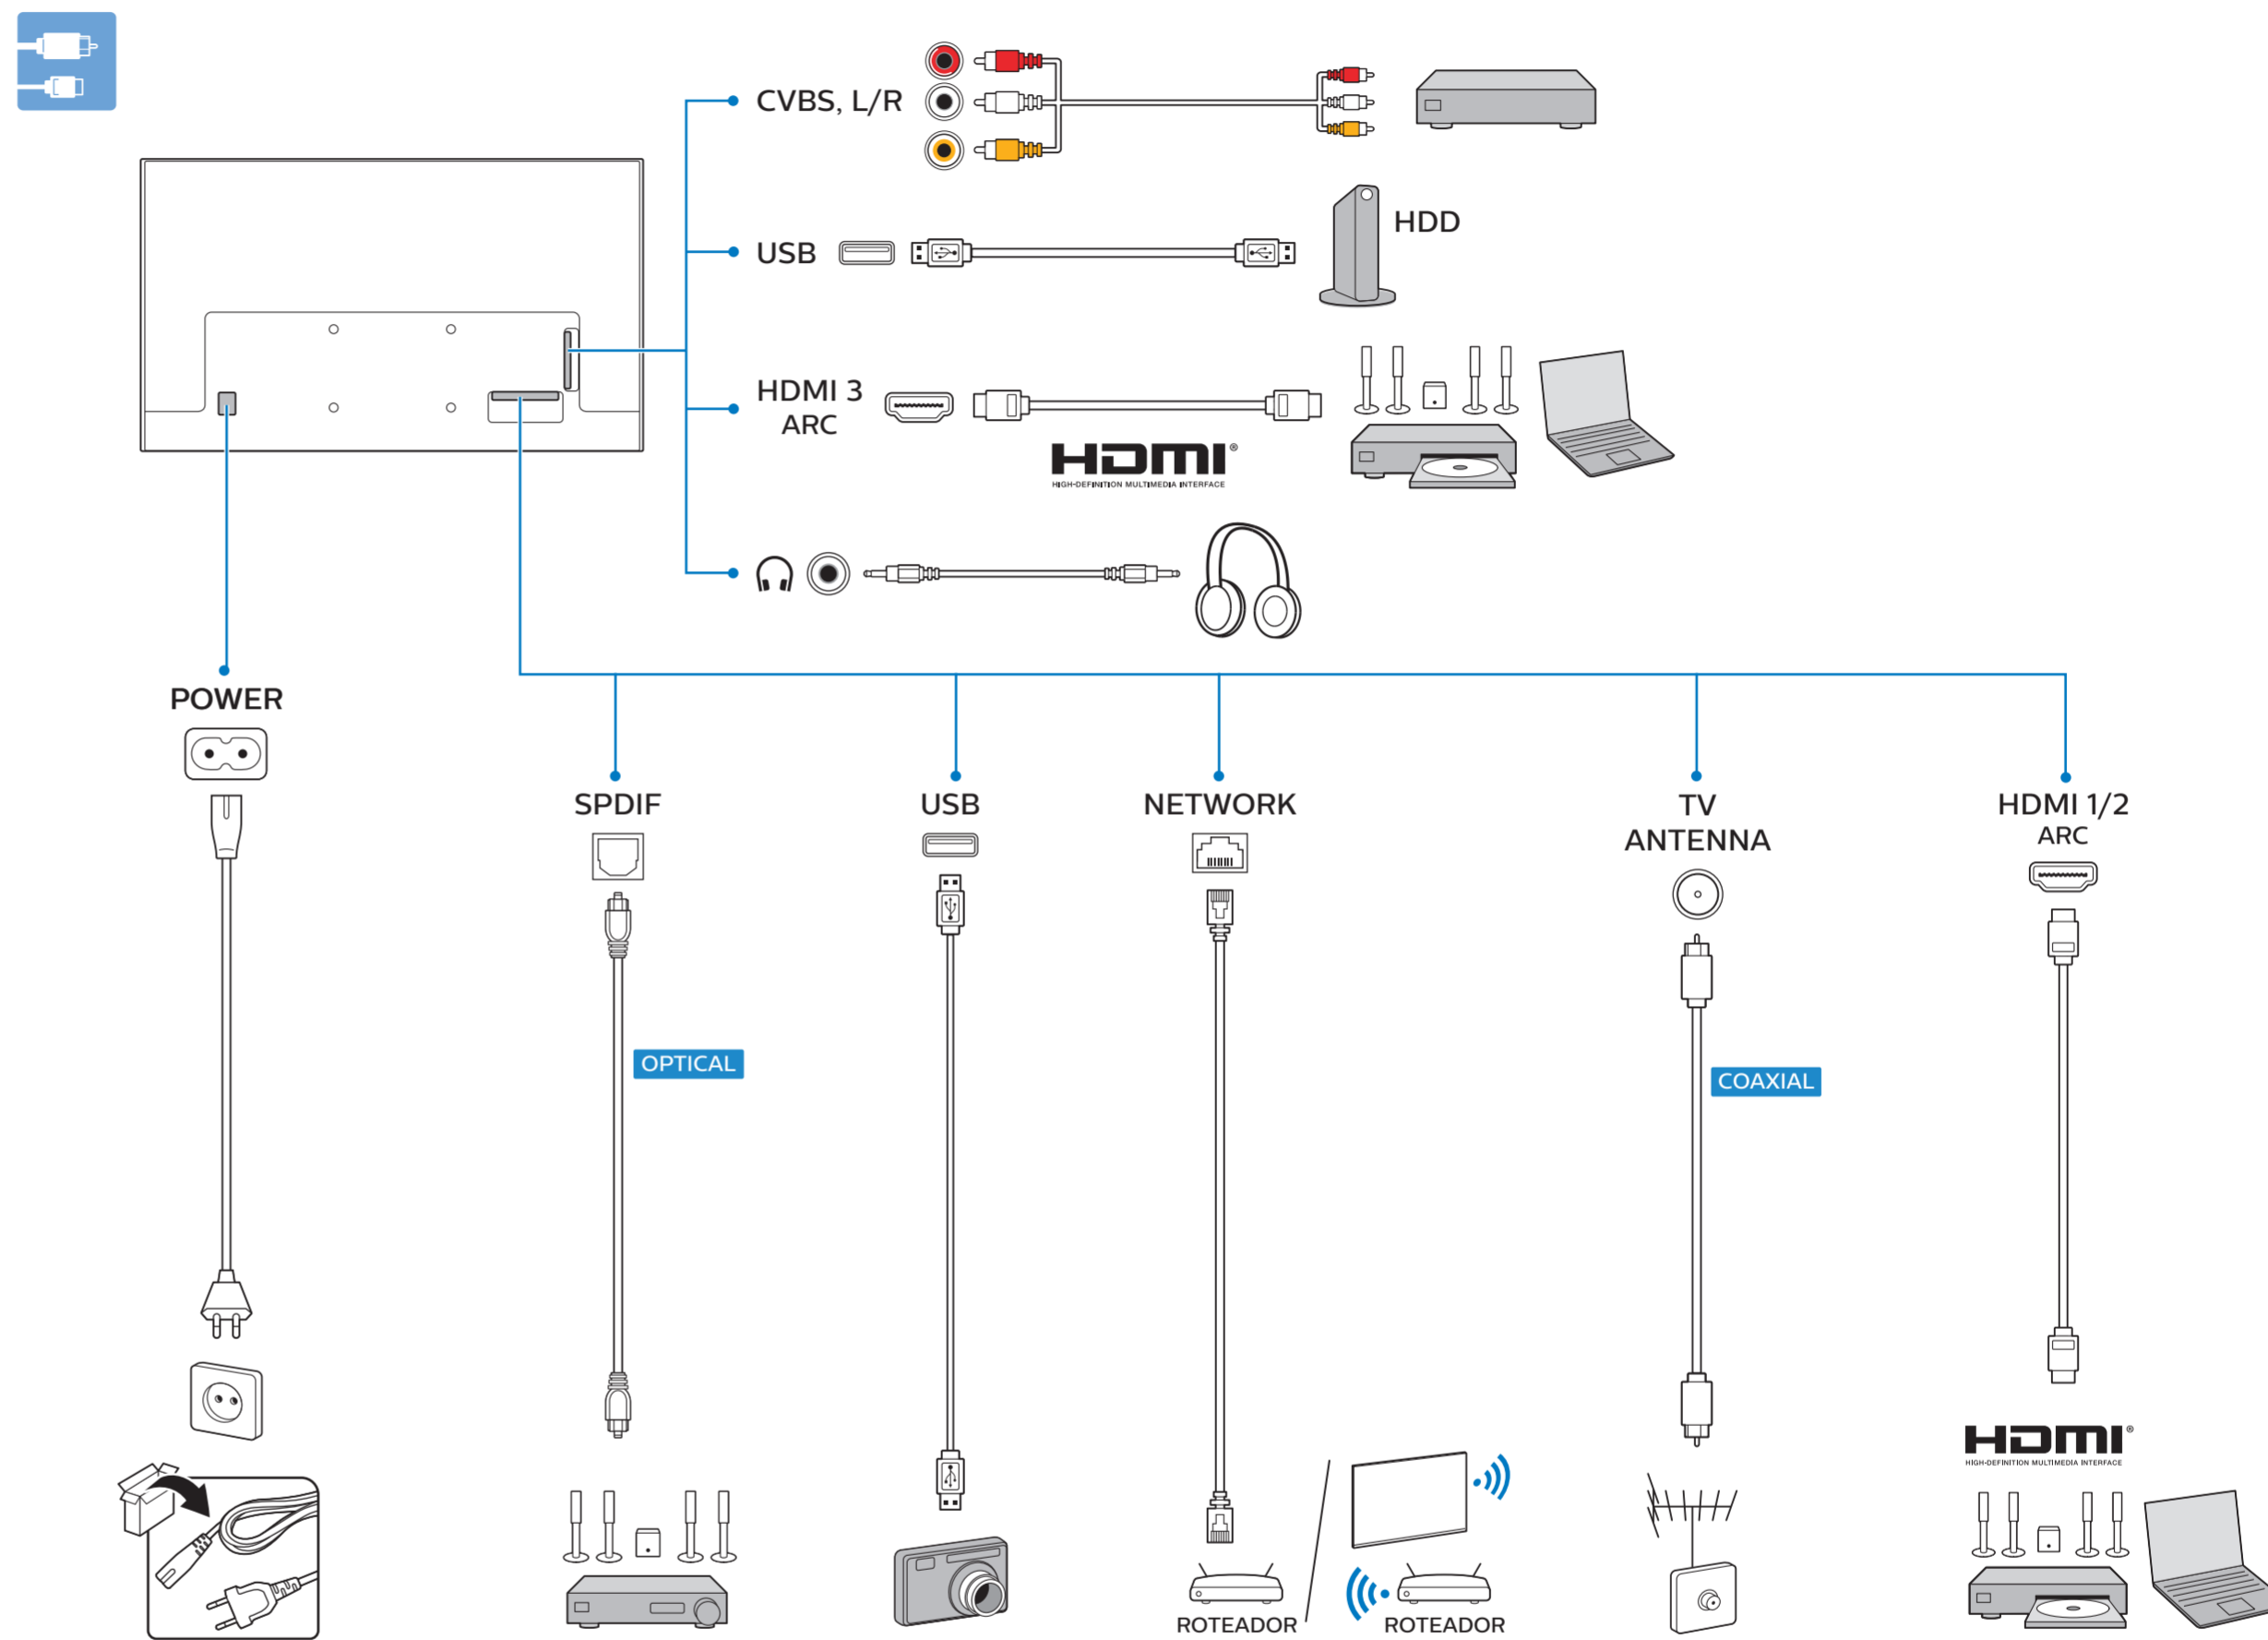 CVBS, L/R
USB
HDD
HDMI 3
ARC
HDMI®
HIGH-DEFINITION MULTIMEDIA INTERFACE
POWER
SPDIF
USB
NETWORK
TV
ANTENNA
HDMI 1/2
ARC
OPTICAL
COAXIAL
HDMI®
HIGH-DEFINITION MULTIMEDIA INTERFACE
ROTEADOR
ROTEADOR